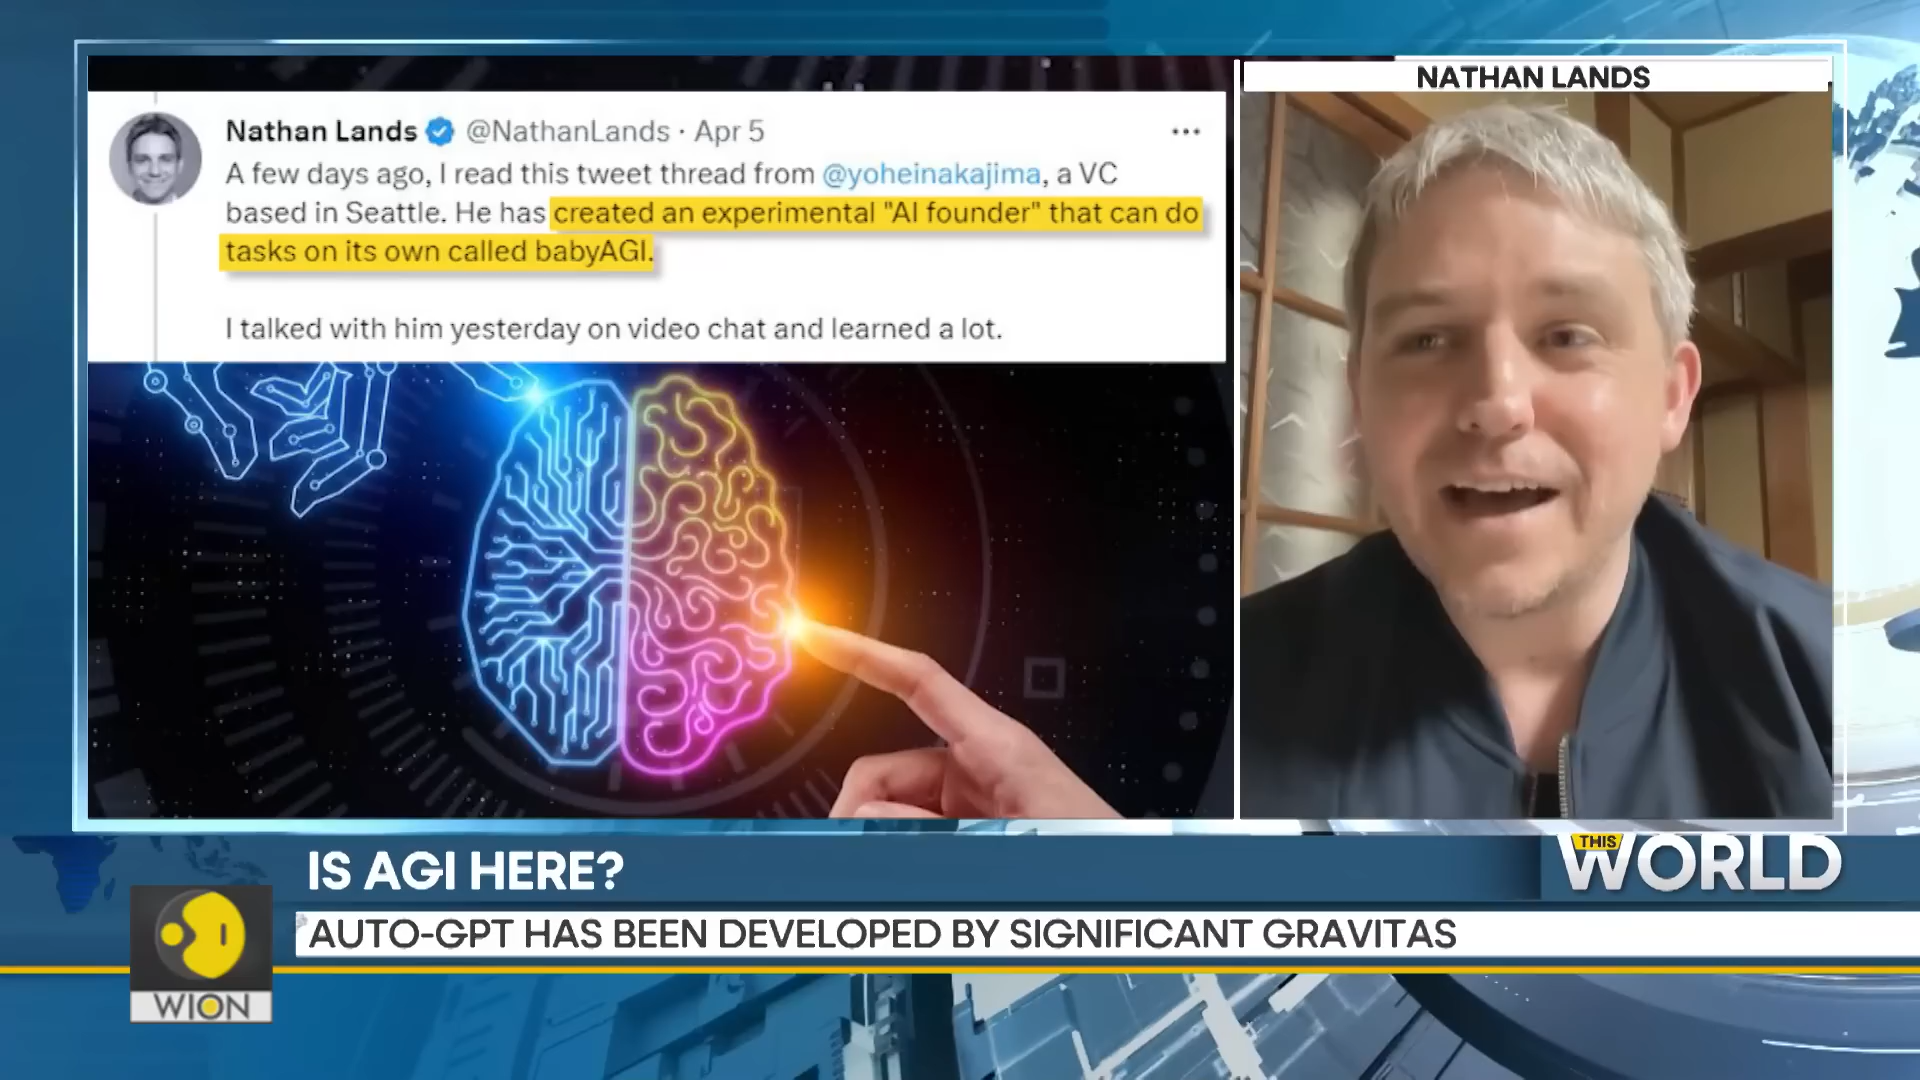 NATHAN LANDS
Nathan Lands @NathanLands · Apr 5
A few days ago, I read this tweet thread from @yoheinakajima, a VC
based in Seattle. He has created an experimental "AI founder" that can do
tasks on its own called babyAGI.
I talked with him yesterday on video chat and learned a lot.
IS AGI HERE?
THIS
WORLD
AUTO-GPT HAS BEEN DEVELOPED BY SIGNIFICANT GRAVITAS
WION